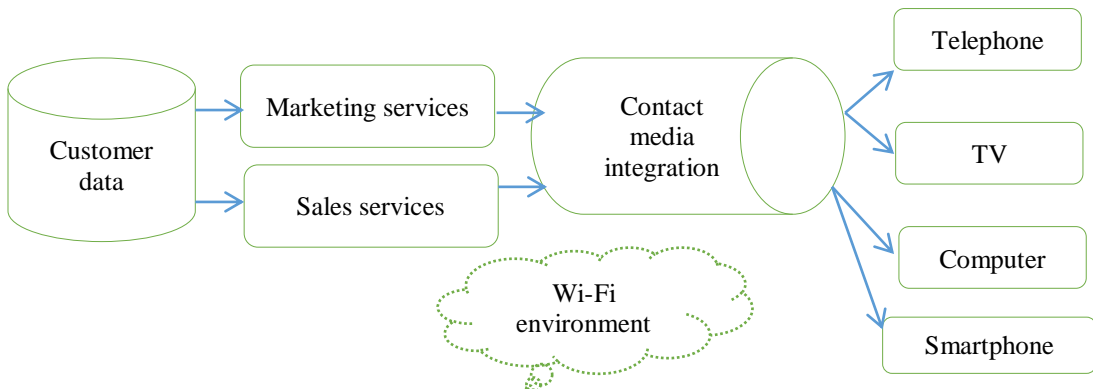 Customer
data
Marketing services
Sales services
Contact
media
integration
Telephone
TV
Computer
Smartphone
Wi-Fi
environment